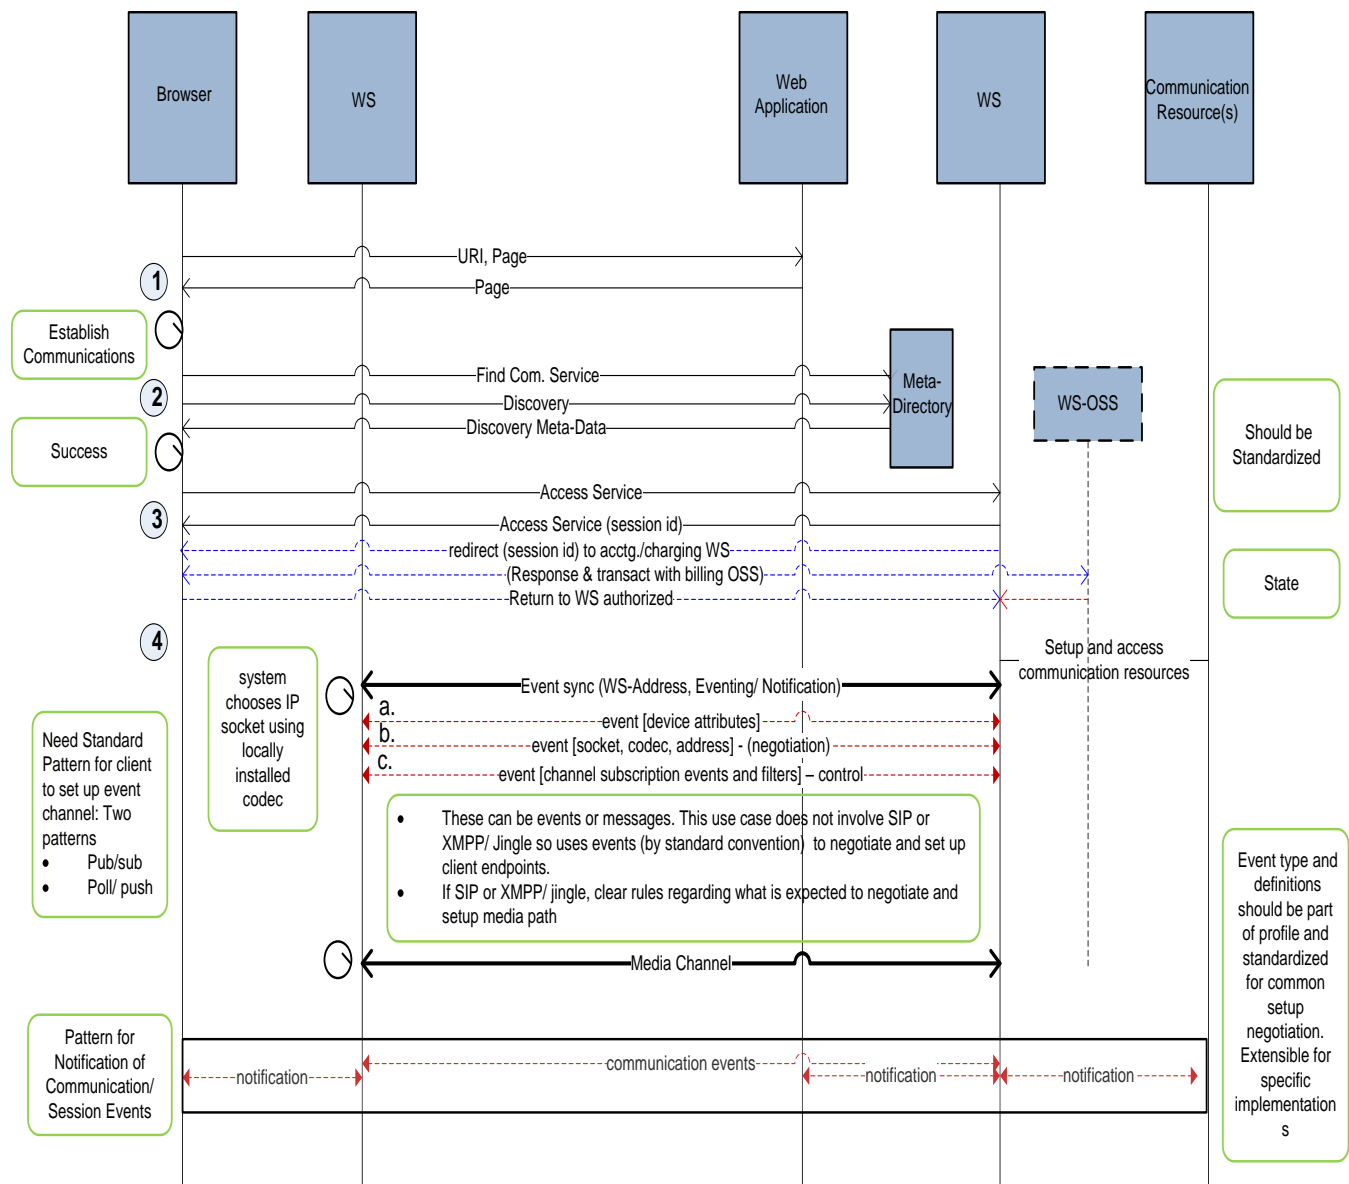 Browser
WS
Web
Application
WS
Communication
Resource(s)
URI, Page
1
Page
Establish
Communications
Find Com. Service
Meta-
Directory
WS-OSS
2
Discovery
Discovery Meta-Data
Success
Should be
Standardized
Access Service
3
Access Service (session id)
redirect (session id) to acctg./charging WS
(Response & transact with billing OSS)
State
Return to WS authorized
4
Setup and access
communication resources
system
chooses IP
socket using
locally
installed
codec
Event sync (WS-Address, Eventing/ Notification)
a.
event [device attributes]
b.
event [socket, codec, address] - (negotiation)
c.
event [channel subscription events and filters] – control
Need Standard
Pattern for client
to set up event
channel: Two
patterns
• Pub/sub
• Poll/ push
• These can be events or messages. This use case does not involve SIP or
XMPP/ Jingle so uses events (by standard convention) to negotiate and set up
client endpoints.
• If SIP or XMPP/ jingle, clear rules regarding what is expected to negotiate and
setup media path
Event type and
definitions
should be part
of profile and
standardized
for common
setup
negotiation.
Extensible for
specific
implementation
s
Media Channel
Pattern for
Notification of
Communication/
Session Events
communication events
notification
notification
notification